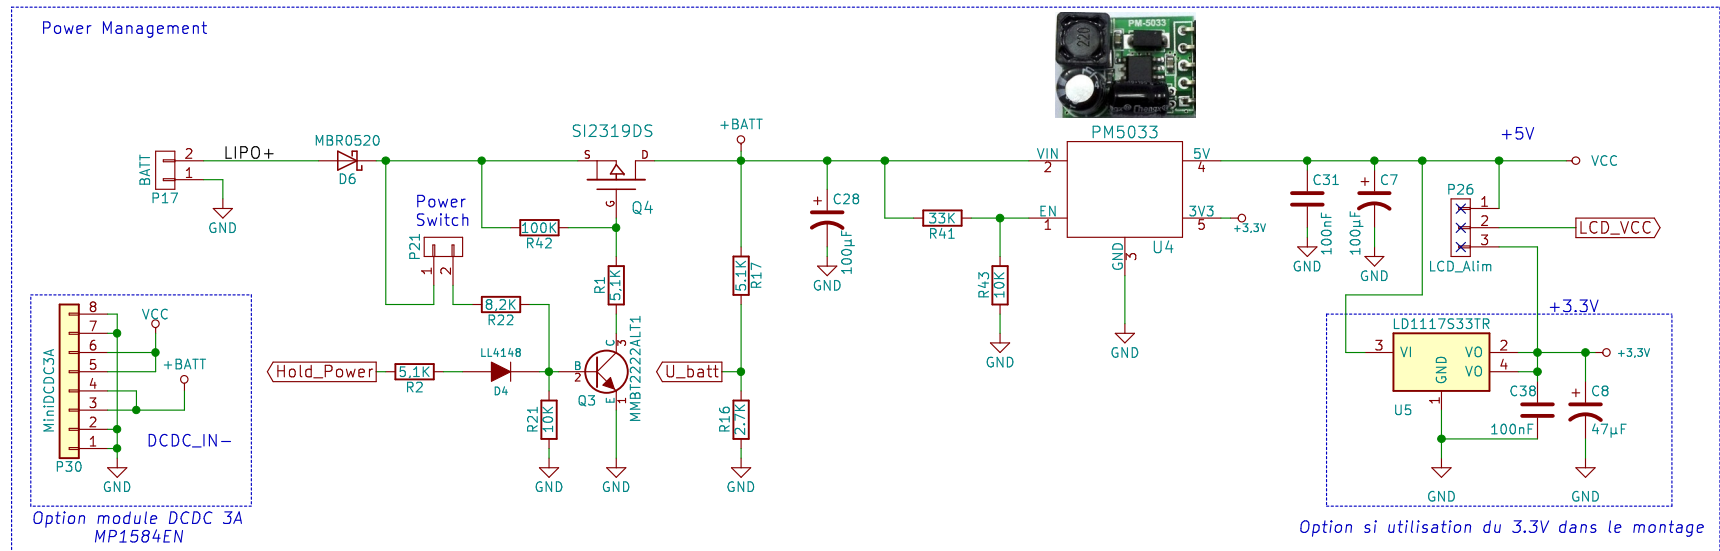 Power Management
PM-5033
220
PM5033
SI2319DS
MBR0520
+BATT
+5V
BATT
2
LIPO+
S
D
VIN
2
5V
4
VCC
1
P17
D6
G
Q4
C31
C7
P26
+
100nF
100µF
1
2
3
LCD_VCC
LCD_Alim
GND
Power
Switch
100K
R42
+
C28
100µF
GND
33K
R41
EN
1
3V3
5
+3,3V
GND
3
U4
GND
GND
P21
1
2
8,2K
R22
R1
5,1K
5.1K
R17
R43
10K
GND
GND
+3.3V
MiniDCDC3A
8
7
6
5
4
3
2
1
P30
VCC
+BATT
DCDC_IN-
GND
Option module DCDC 3A
MP1584EN
Hold_Power
5,1K
R2
LL4148
D4
B
2
C
3
E
1
Q3
MMBT2222ALT1
R21
10K
GND
GND
U_batt
R16
2.7K
GND
LD1117S33TR
3
VI
GND
VO
2
VO
4
+3,3V
U5
1
C38
100nF
+
C8
47µF
GND
GND
Option si utilisation du 3.3V dans le montage